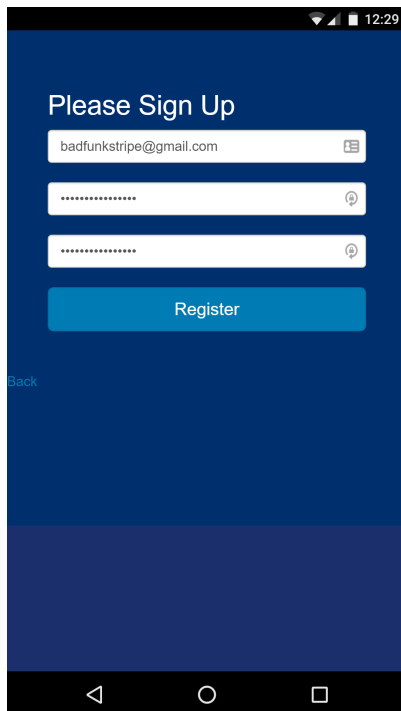 12:29
Please Sign Up
badfunkstripe@gmail.com
••••••••••••••••
••••••••••••••••
Register
Back